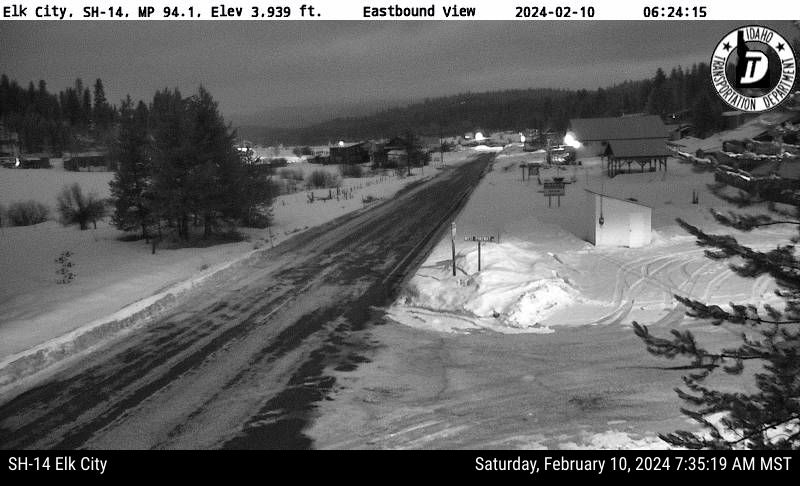 Elk City, SH-14, MP 94.1, Elev 3,939 ft. Eastbound View 2024-02-10 06:24:15
IDAHO
TRANSPORTATION DEPARTMENT
SH-14 Elk City Saturday, February 10, 2024 7:35:19 AM MST